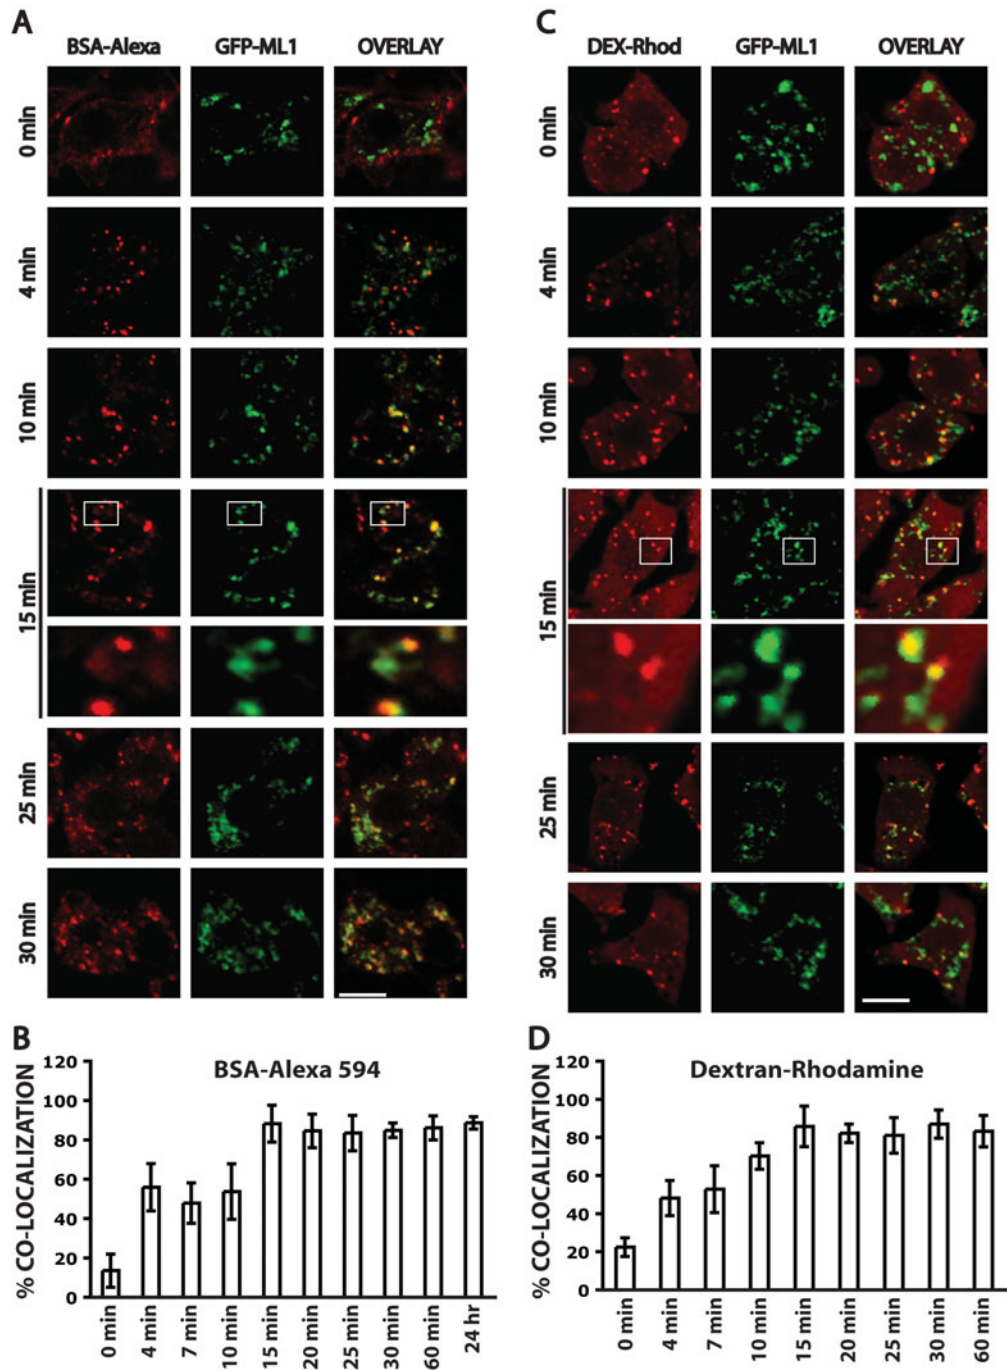 A
BSA-Alexa GFP-ML1 OVERLAY
0 min
4 min
10 min
15 min
25 min
30 min
B
BSA-Alexa 594
% CO-LOCALIZATION
120
100
80
60
40
20
0
0 min 4 min 7 min 10 min 15 min 20 min 25 min 30 min 60 min 24 hr
C
DEX-Rhod GFP-ML1 OVERLAY
0 min
4 min
10 min
15 min
25 min
30 min
D
Dextran-Rhodamine
% CO-LOCALIZATION
120
100
80
60
40
20
0
0 min 4 min 7 min 10 min 15 min 20 min 25 min 30 min 60 min